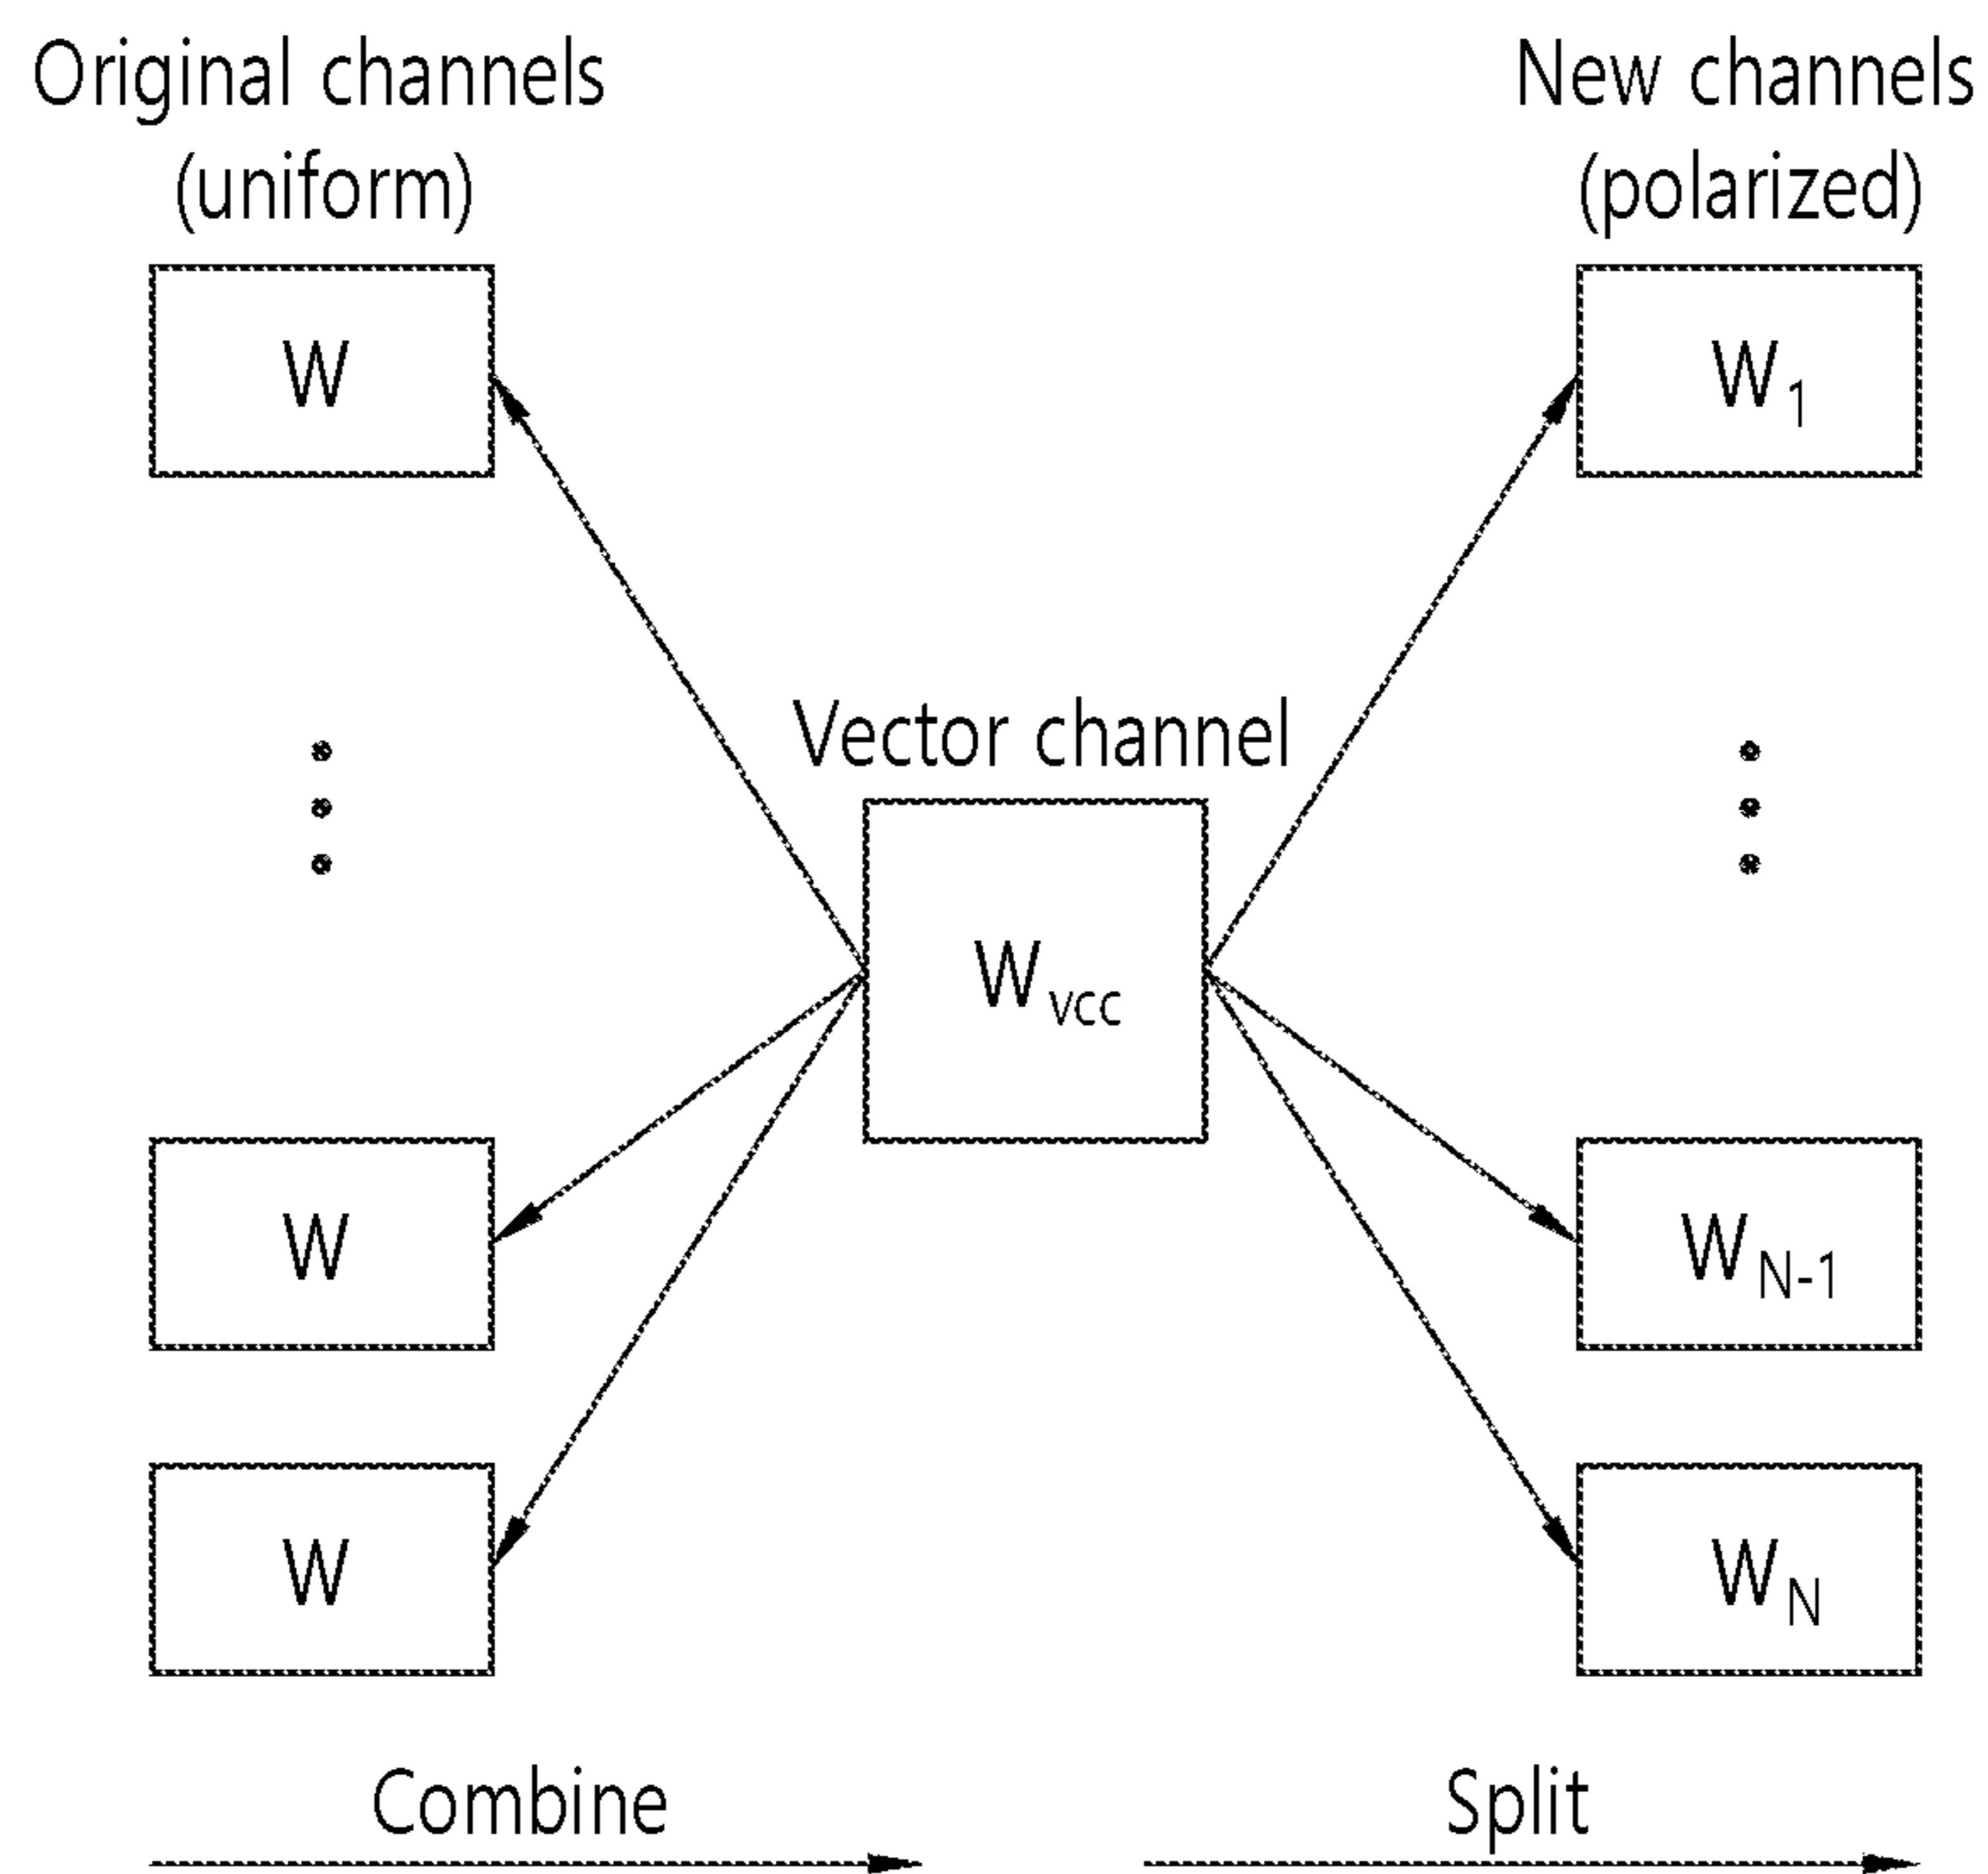 Original channels
(uniform)
New channels
(polarized)
W
W1
Vector channel
Wvcc
W
WN-1
W
WN
Combine
Split